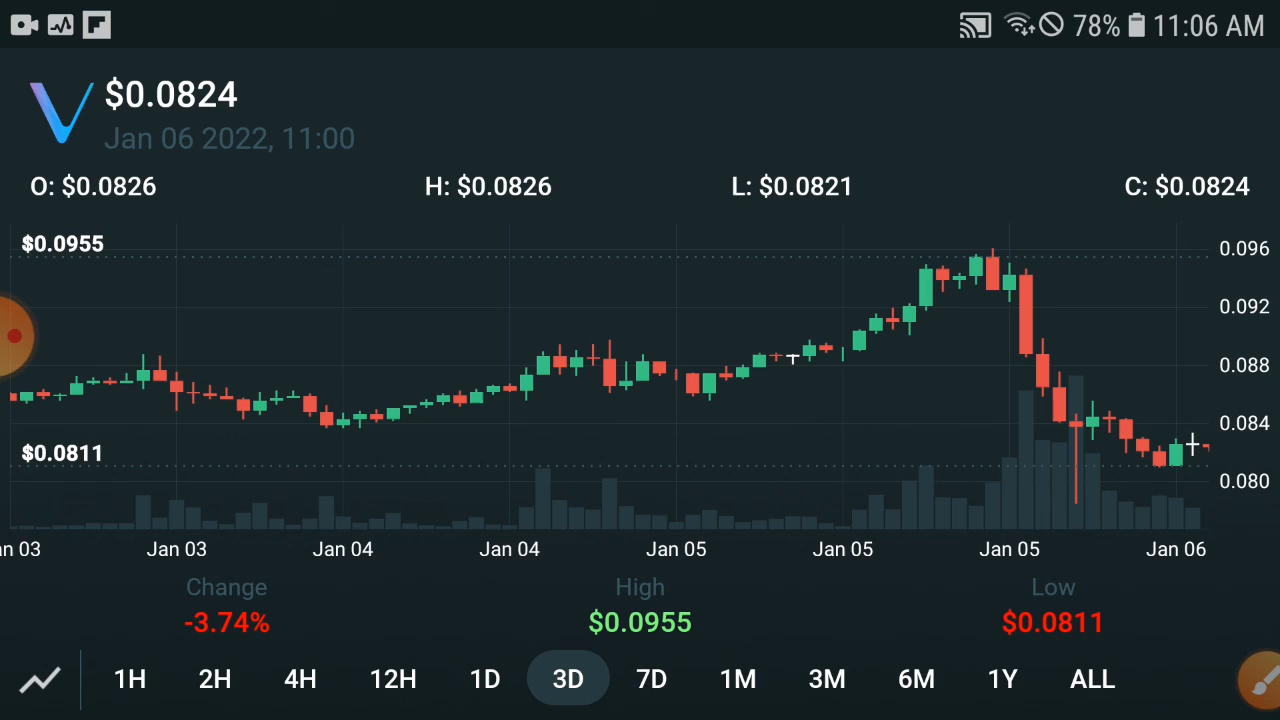 78% 11:06 AM
$0.0824
Jan 06 2022, 11:00
O: $0.0826 H: $0.0826 L: $0.0821 C: $0.0824
$0.0955
0.096
0.092
0.088
0.084
$0.0811
0.080
n 03 Jan 03 Jan 04 Jan 04 Jan 05 Jan 05 Jan 05 Jan 06
Change High Low
-3.74% $0.0955 $0.0811
1H 2H 4H 12H 1D 3D 7D 1M 3M 6M 1Y ALL